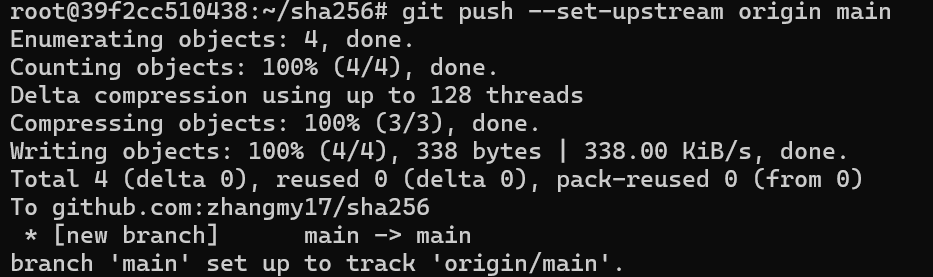 root@39f2cc510438:~/sha256# git push --set-upstream origin main
Enumerating objects: 4, done.
Counting objects: 100% (4/4), done.
Delta compression using up to 128 threads
Compressing objects: 100% (3/3), done.
Writing objects: 100% (4/4), 338 bytes | 338.00 KiB/s, done.
Total 4 (delta 0), reused 0 (delta 0), pack-reused 0 (from 0)
To github.com:zhangmy17/sha256
 * [new branch]      main -> main
branch 'main' set up to track 'origin/main'.